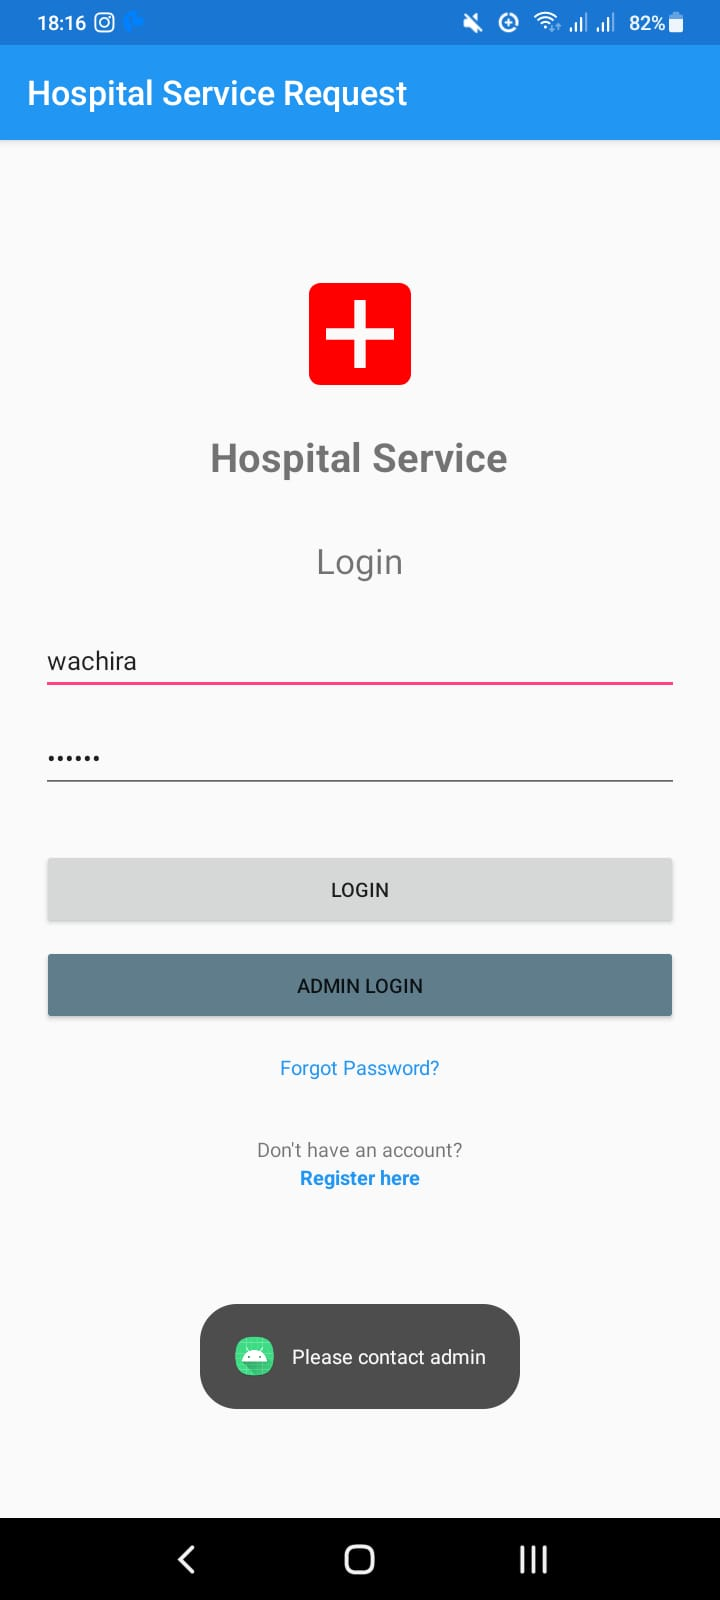 18:16 82%
Hospital Service Request
Hospital Service
Login
wachira
••••••
LOGIN
ADMIN LOGIN
Forgot Password?
Don't have an account?
Register here
Please contact admin